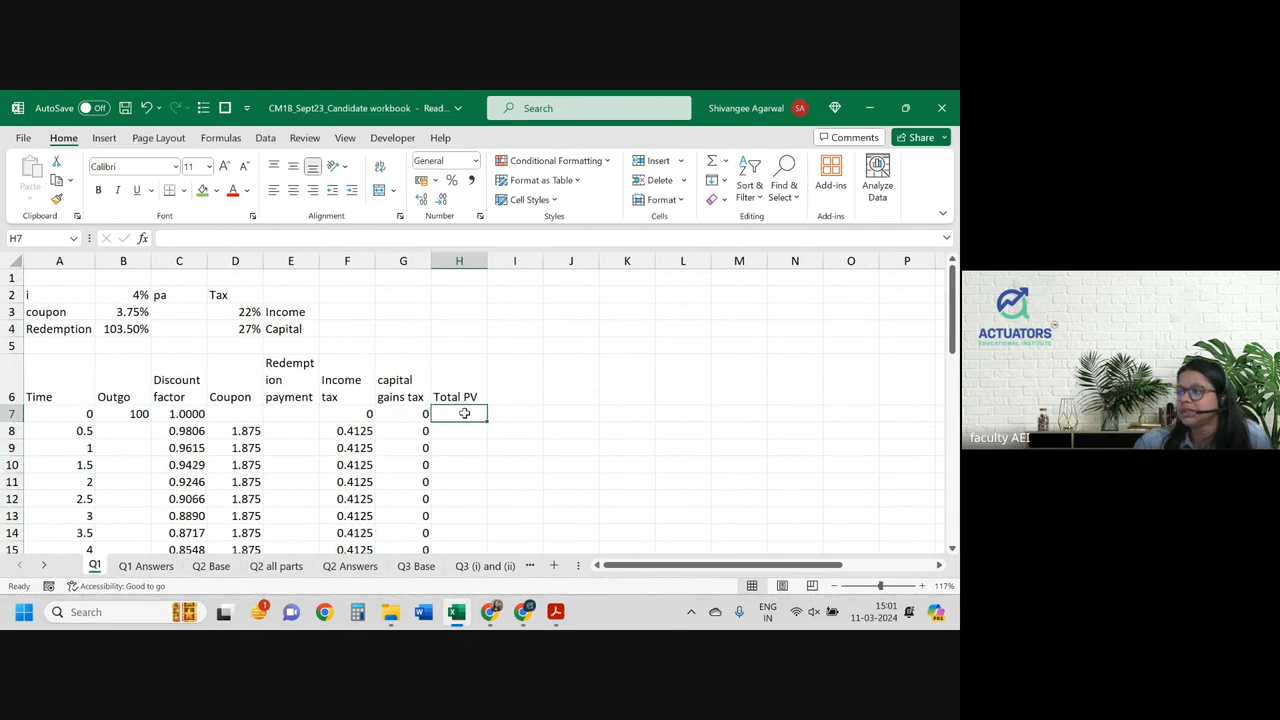 AutoSave Off CM1B_Sept23_Candidate workbook - Read... Search Shivangee Agarwal SA
File Home Insert Page Layout Formulas Data Review View Developer Help Comments Share
Paste Calibri 11 A A ab General % 9 Conditional Formatting Format as Table Cell Styles Insert Delete Format Sort & Filter Find & Select Add-ins Analyze Data
B I U A
Clipboard Font Alignment Number Styles Cells Editing Add-ins
H7 fx
A B C D E F G H I J K L M N O P
1
2 i 4% pa Tax
3 coupon 3.75% 22% Income
4 Redemption 103.50% 27% Capital
5
6 Time Outgo Discount factor Coupon Redemption payment Income tax capital gains tax Total PV
7 0 100 1.0000 0 0
8 0.5 0.9806 1.875 0.4125 0
9 1 0.9615 1.875 0.4125 0
10 1.5 0.9429 1.875 0.4125 0
11 2 0.9246 1.875 0.4125 0
12 2.5 0.9066 1.875 0.4125 0
13 3 0.8890 1.875 0.4125 0
14 3.5 0.8717 1.875 0.4125 0
15 4 0.8548 1.875 0.4125 0
Q1 Q1 Answers Q2 Base Q2 all parts Q2 Answers Q3 Base Q3 (i) and (ii) ...
Ready Accessibility: Good to go 117%
Search ENG IN 15:01 11-03-2024
ACTUATORS
EDUCATIONAL INSTITUTE
faculty AEI